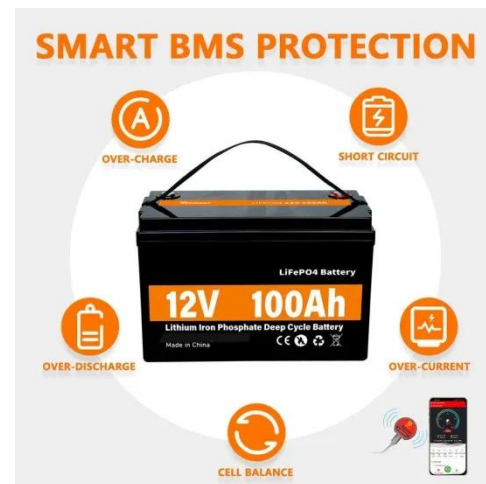 SMART BMS PROTECTION
OVER-CHARGE
SHORT CIRCUIT
LiFePO4 Battery
12V 100Ah
Lithium Iron Phosphate Deep Cycle Battery
Made in China
CE
OVER-DISCHARGE
OVER-CURRENT
CELL BALANCE